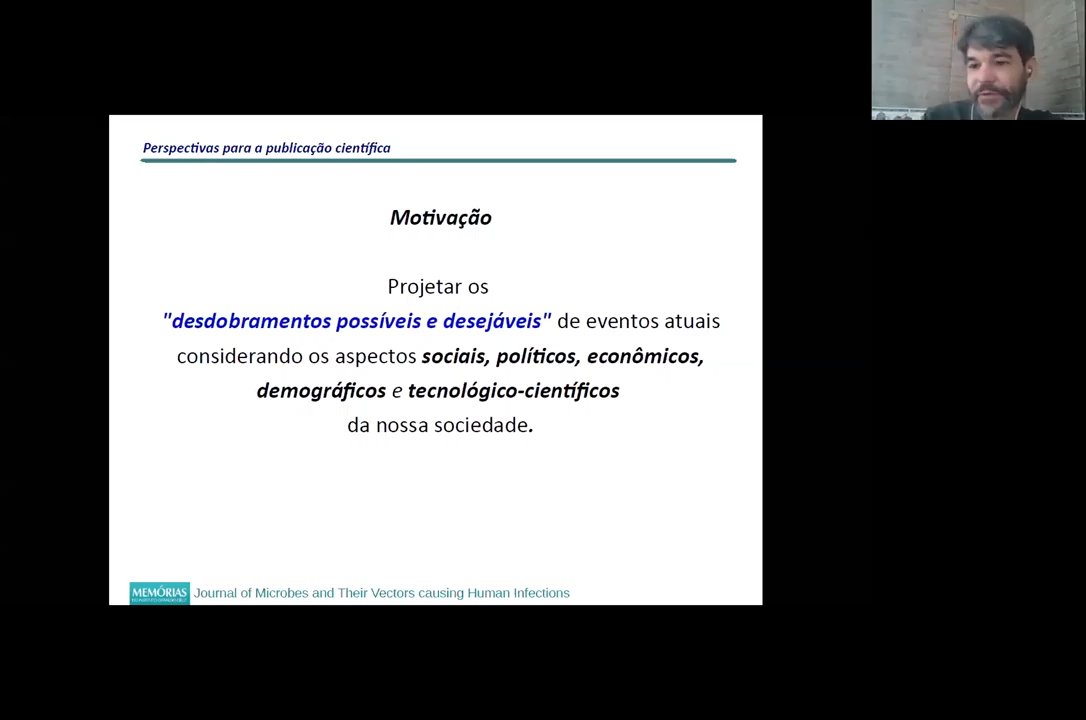 Perspectivas para a publicação científica
Motivação
Projetar os
"desdobramentos possíveis e desejáveis" de eventos atuais
considerando os aspectos sociais, políticos, econômicos,
demográficos e tecnológico-científicos
da nossa sociedade.
MEMÓRIAS
Journal of Microbes and Their Vectors causing Human Infections